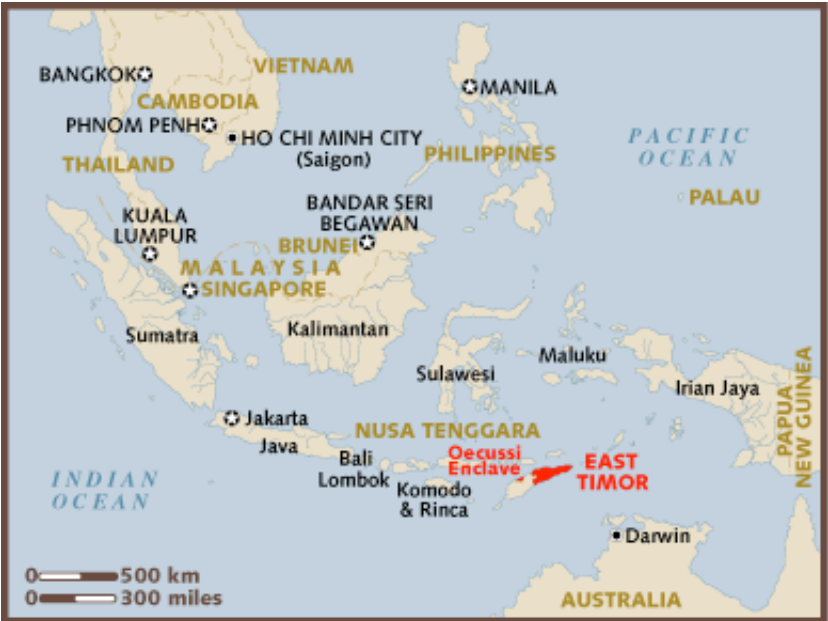 BANGKOK
VIETNAM
MANILA
CAMBODIA
PHNOM PENH
HO CHI MINH CITY
(Saigon)
THAILAND
PHILIPPINES
PACIFIC
OCEAN
PALAU
KUALA
LUMPUR
BANDAR SERI
BEGAWAN
BRUNEI
MALAYSIA
SINGAPORE
Sumatra
Kalimantan
Sulawesi
Maluku
Irian Jaya
PAPUA
NEW GUINEA
Jakarta
Java
NUSA TENGGARA
Bali
Lombok
Komodo
& Rinca
Oecussi
Enclave
EAST
TIMOR
INDIAN
OCEAN
Darwin
0 500 km
0 300 miles
AUSTRALIA